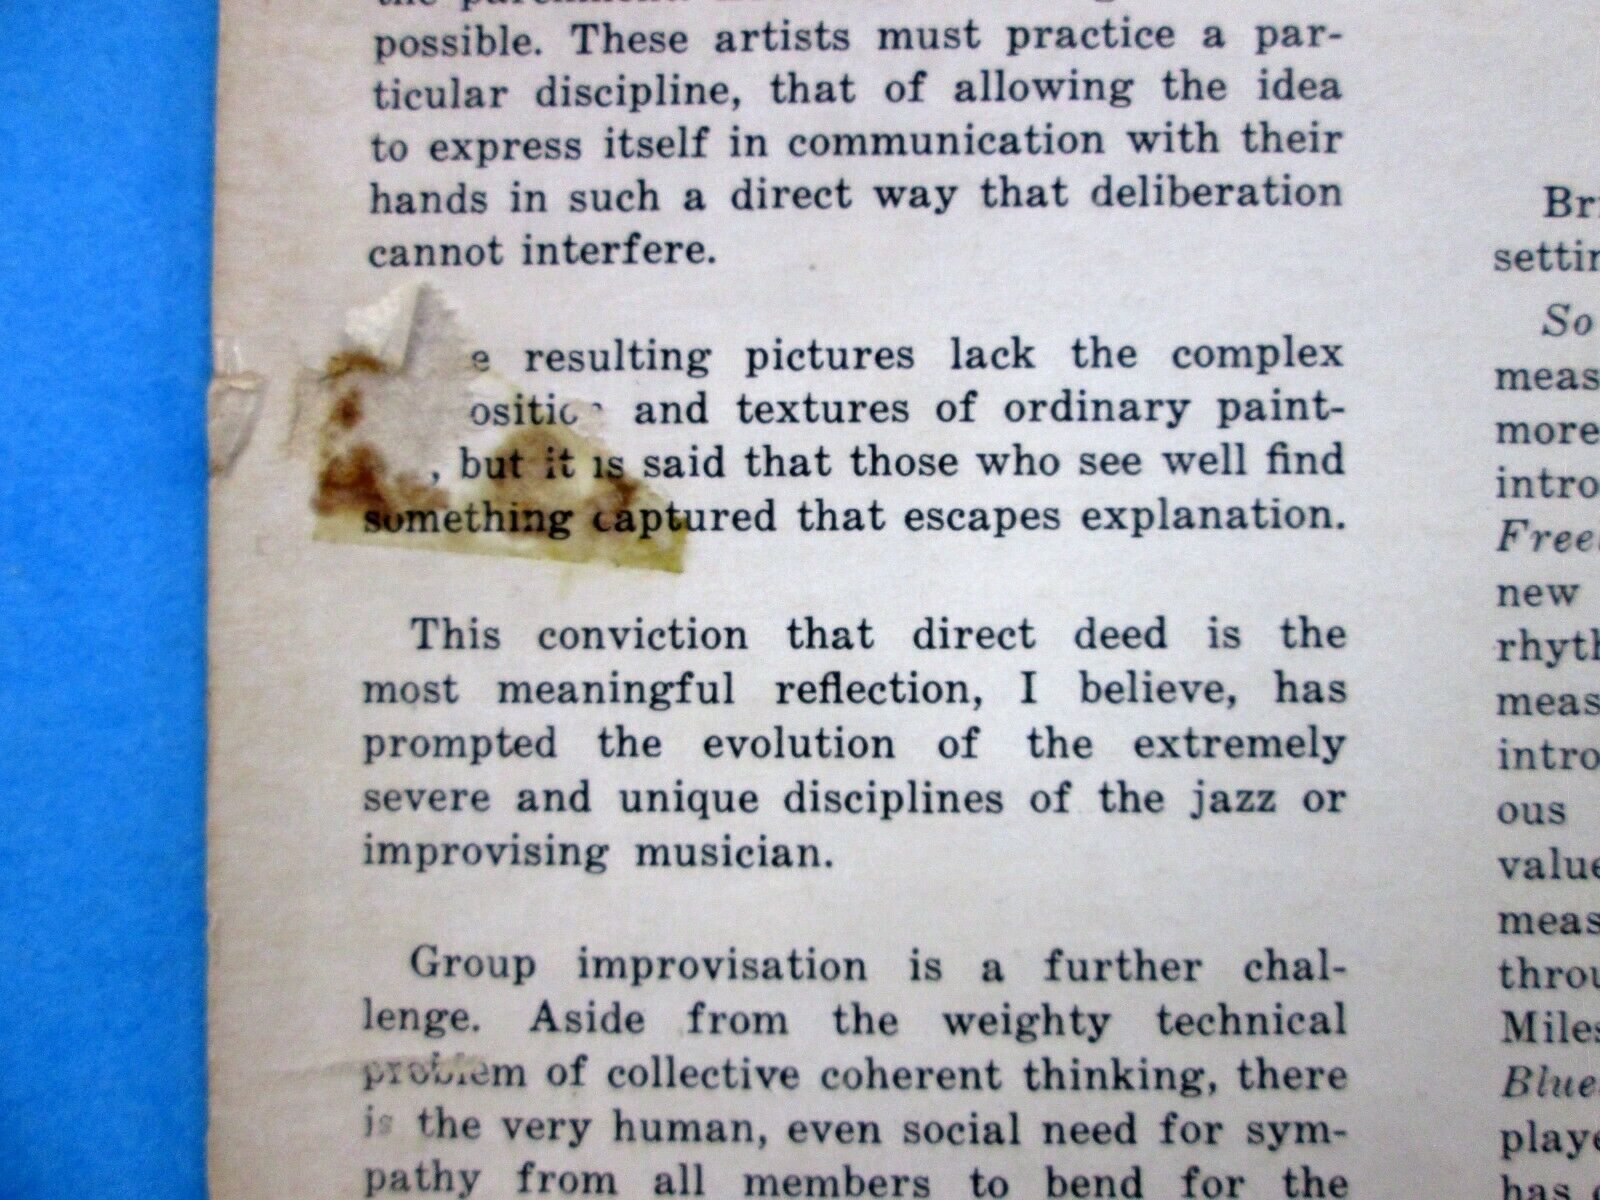 possible. These artists must practice a par-
ticular discipline, that of allowing the idea
to express itself in communication with their
hands in such a direct way that deliberation
cannot interfere.
resulting pictures lack the complex
and textures of ordinary paint-
, but it is said that those who see well find
something captured that escapes explanation.
This conviction that direct deed is the
most meaningful reflection, I believe, has
prompted the evolution of the extremely
severe and unique disciplines of the jazz or
improvising musician.
Group improvisation is a further chal-
lenge. Aside from the weighty technical
problem of collective coherent thinking, there
is the very human, even social need for sym-
pathy from all members to bend for the
Bri
settin
So
meas
more
intro
Free
new
rhyth
meas
intro
ous
value
meas
throu
Miles
Blue
playe
has